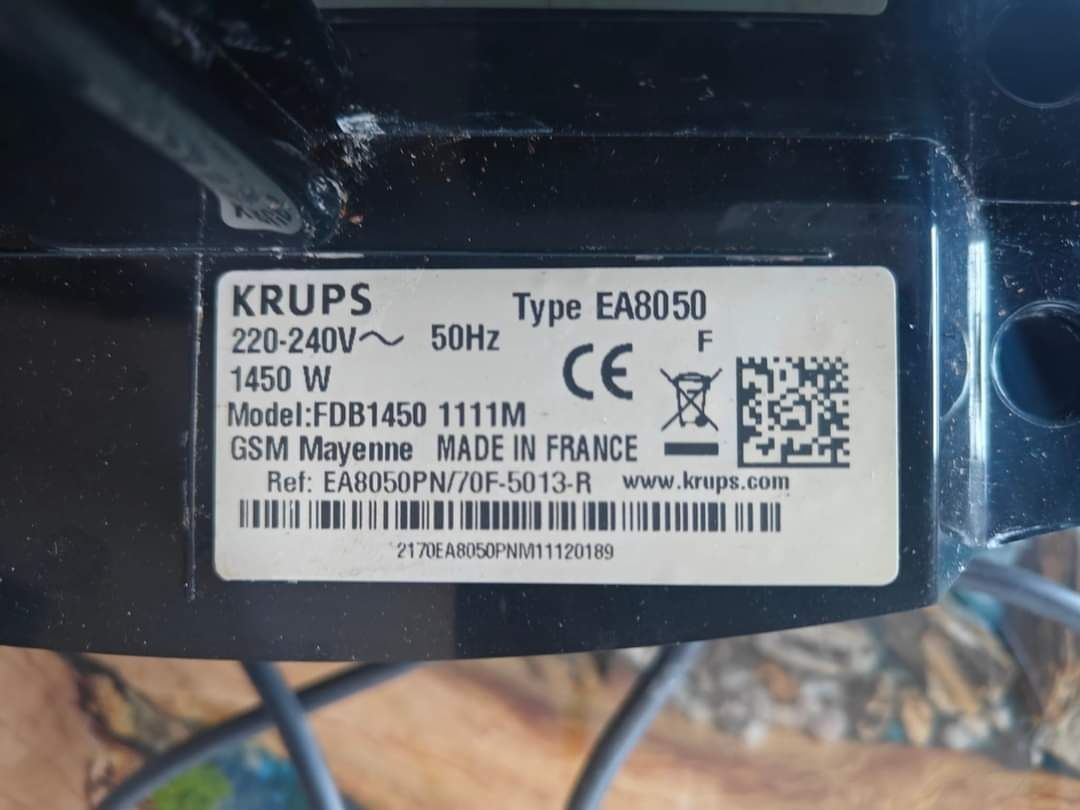 KRUPS
Type EA8050
220-240V~ 50Hz
F
1450 W
CE
Model:FDB1450 1111M
GSM Mayenne MADE IN FRANCE
Ref: EA8050PN/70F-5013-R www.krups.com
2170EA8050PNM11120189